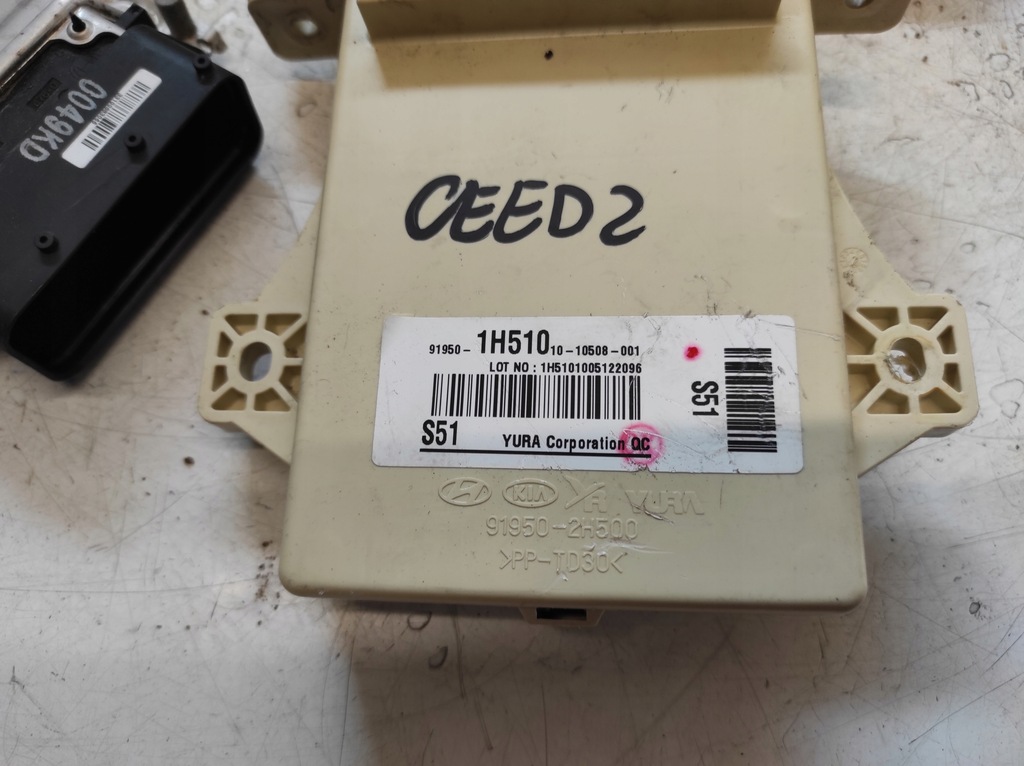 0049KD
CEED2
91950- 1H510 10-10508-001
LOT NO : 1H5101005122096
S51
S51 YURA Corporation QC
KIA YURA
91950-2H500
>PP-TD30<